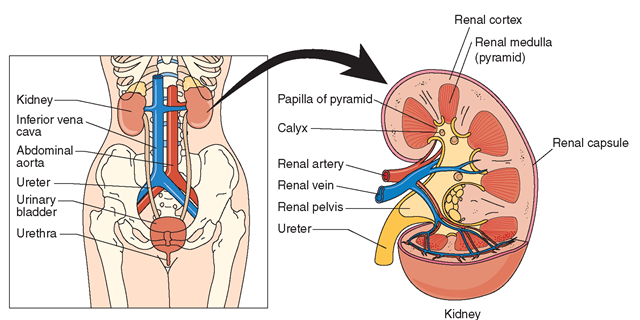 Kidney
Inferior vena
cava
Abdominal
aorta
Ureter
Urinary
bladder
Urethra
Renal cortex
Renal medulla
(pyramid)
Papilla of pyramid
Calyx
Renal capsule
Renal artery
Renal vein
Renal pelvis
Ureter
Kidney